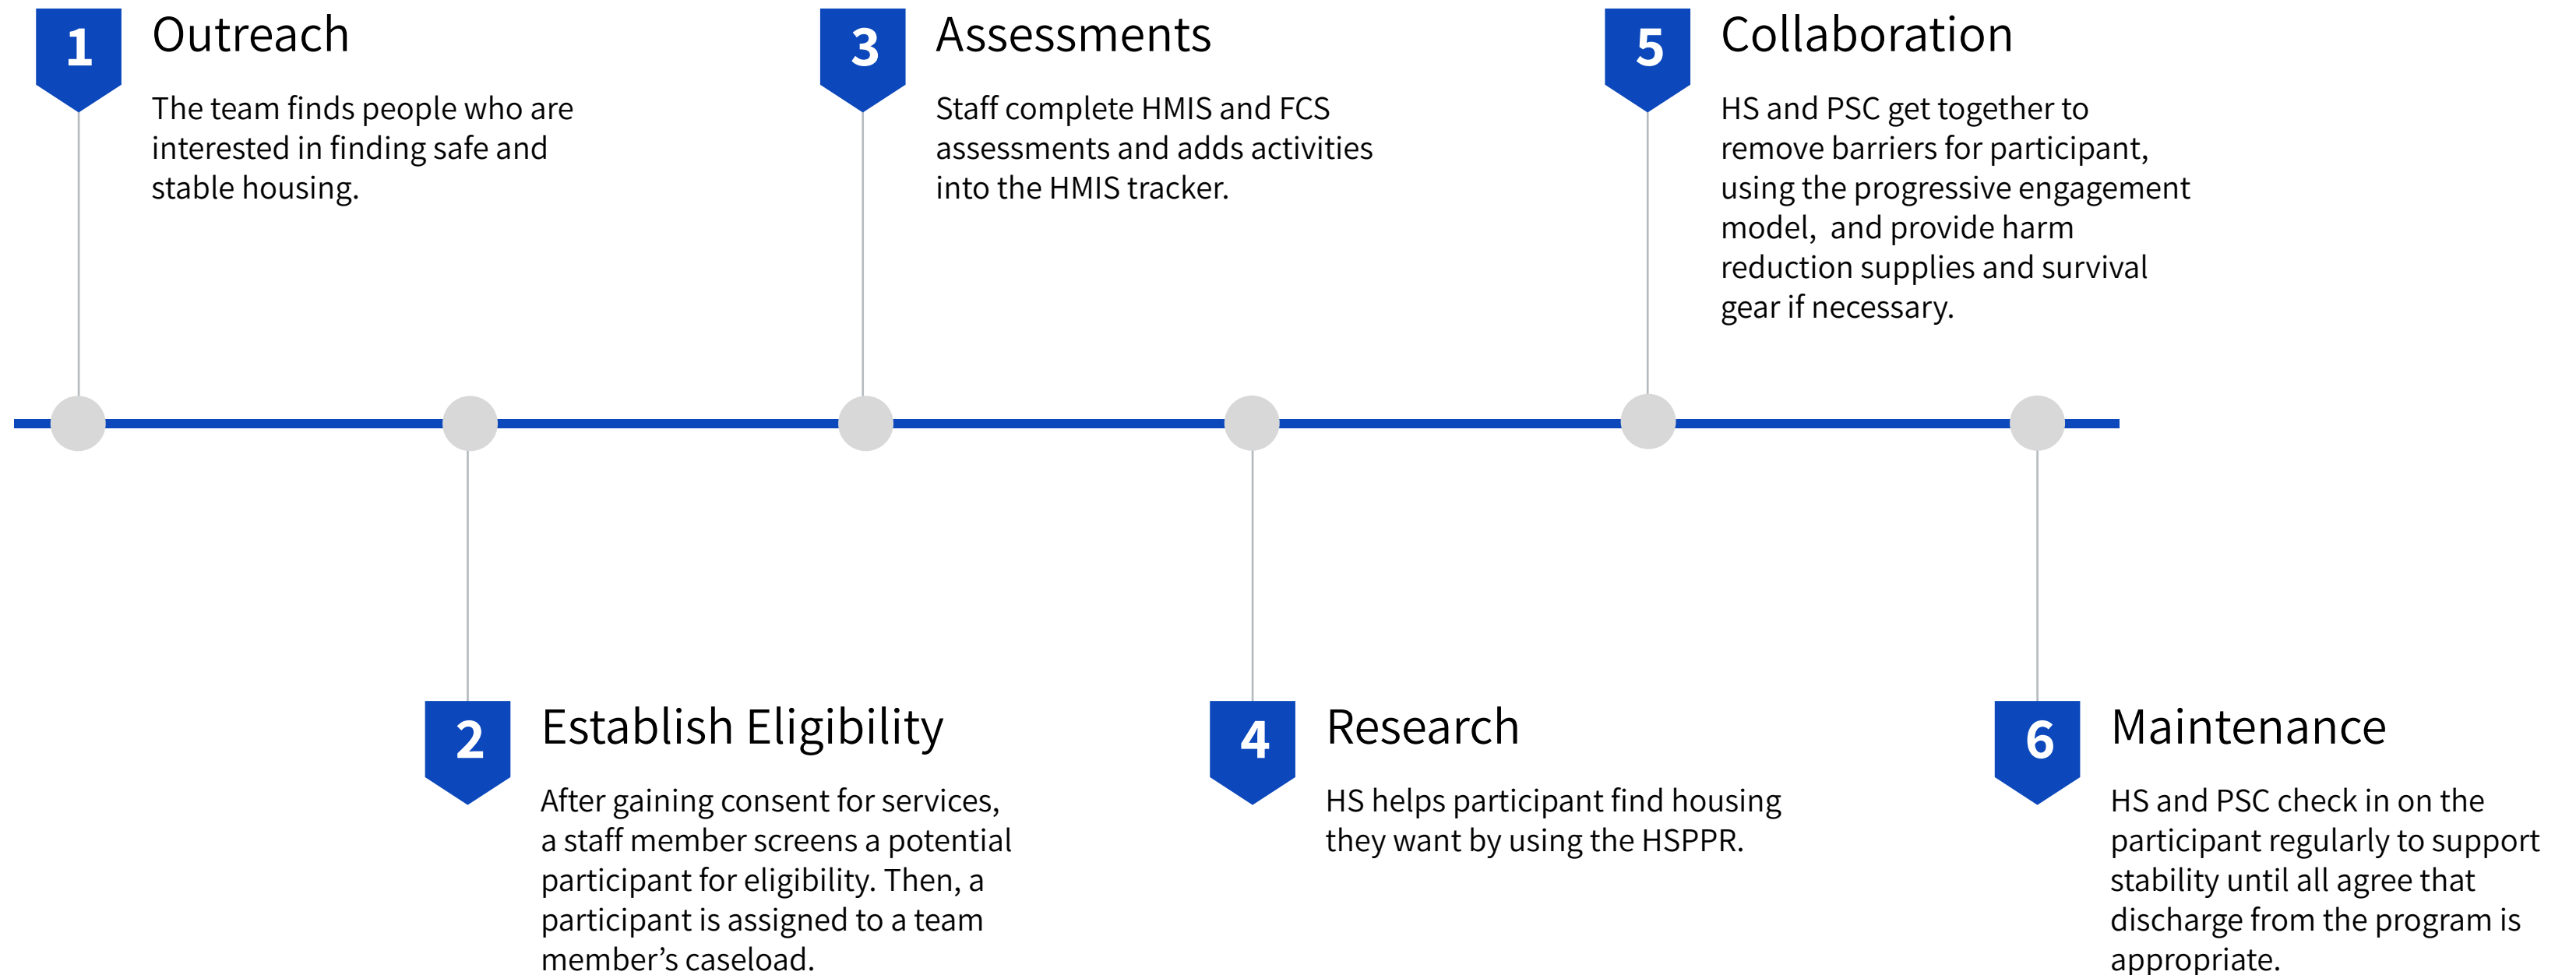 1
Outreach
The team finds people who are
interested in finding safe and
stable housing.
2
Establish Eligibility
After gaining consent for services,
a staff member screens a potential
participant for eligibility. Then, a
participant is assigned to a team
member’s caseload.
3
Assessments
Staff complete HMIS and FCS
assessments and adds activities
into the HMIS tracker.
4
Research
HS helps participant find housing
they want by using the HSPPR.
5
Collaboration
HS and PSC get together to
remove barriers for participant,
using the progressive engagement
model,  and provide harm
reduction supplies and survival
gear if necessary.
6
Maintenance
HS and PSC check in on the
participant regularly to support
stability until all agree that
discharge from the program is
appropriate.